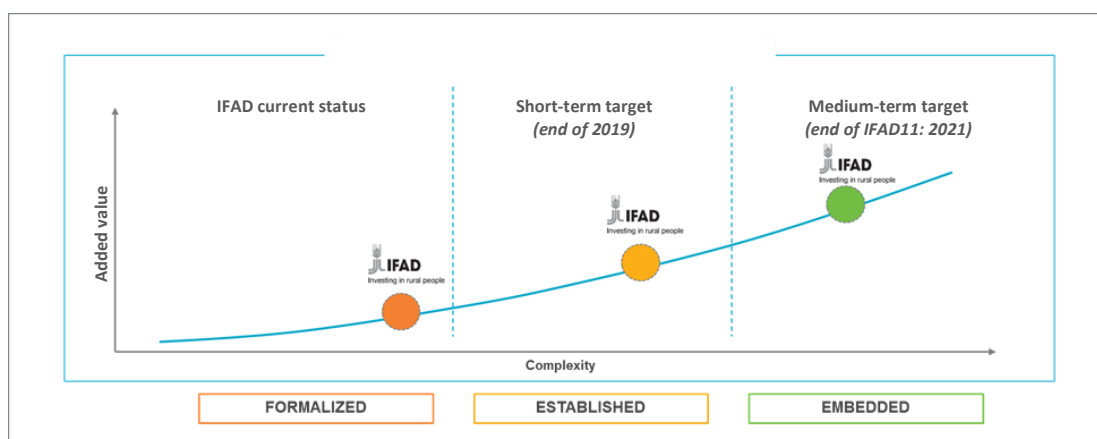 IFAD current status
Short-term target
(end of 2019)
Medium-term target
(end of IFAD11: 2021)
IFAD
Investing in rural people
IFAD
Investing in rural people
IFAD
Investing in rural people
Added value
Complexity
FORMALIZED
ESTABLISHED
EMBEDDED